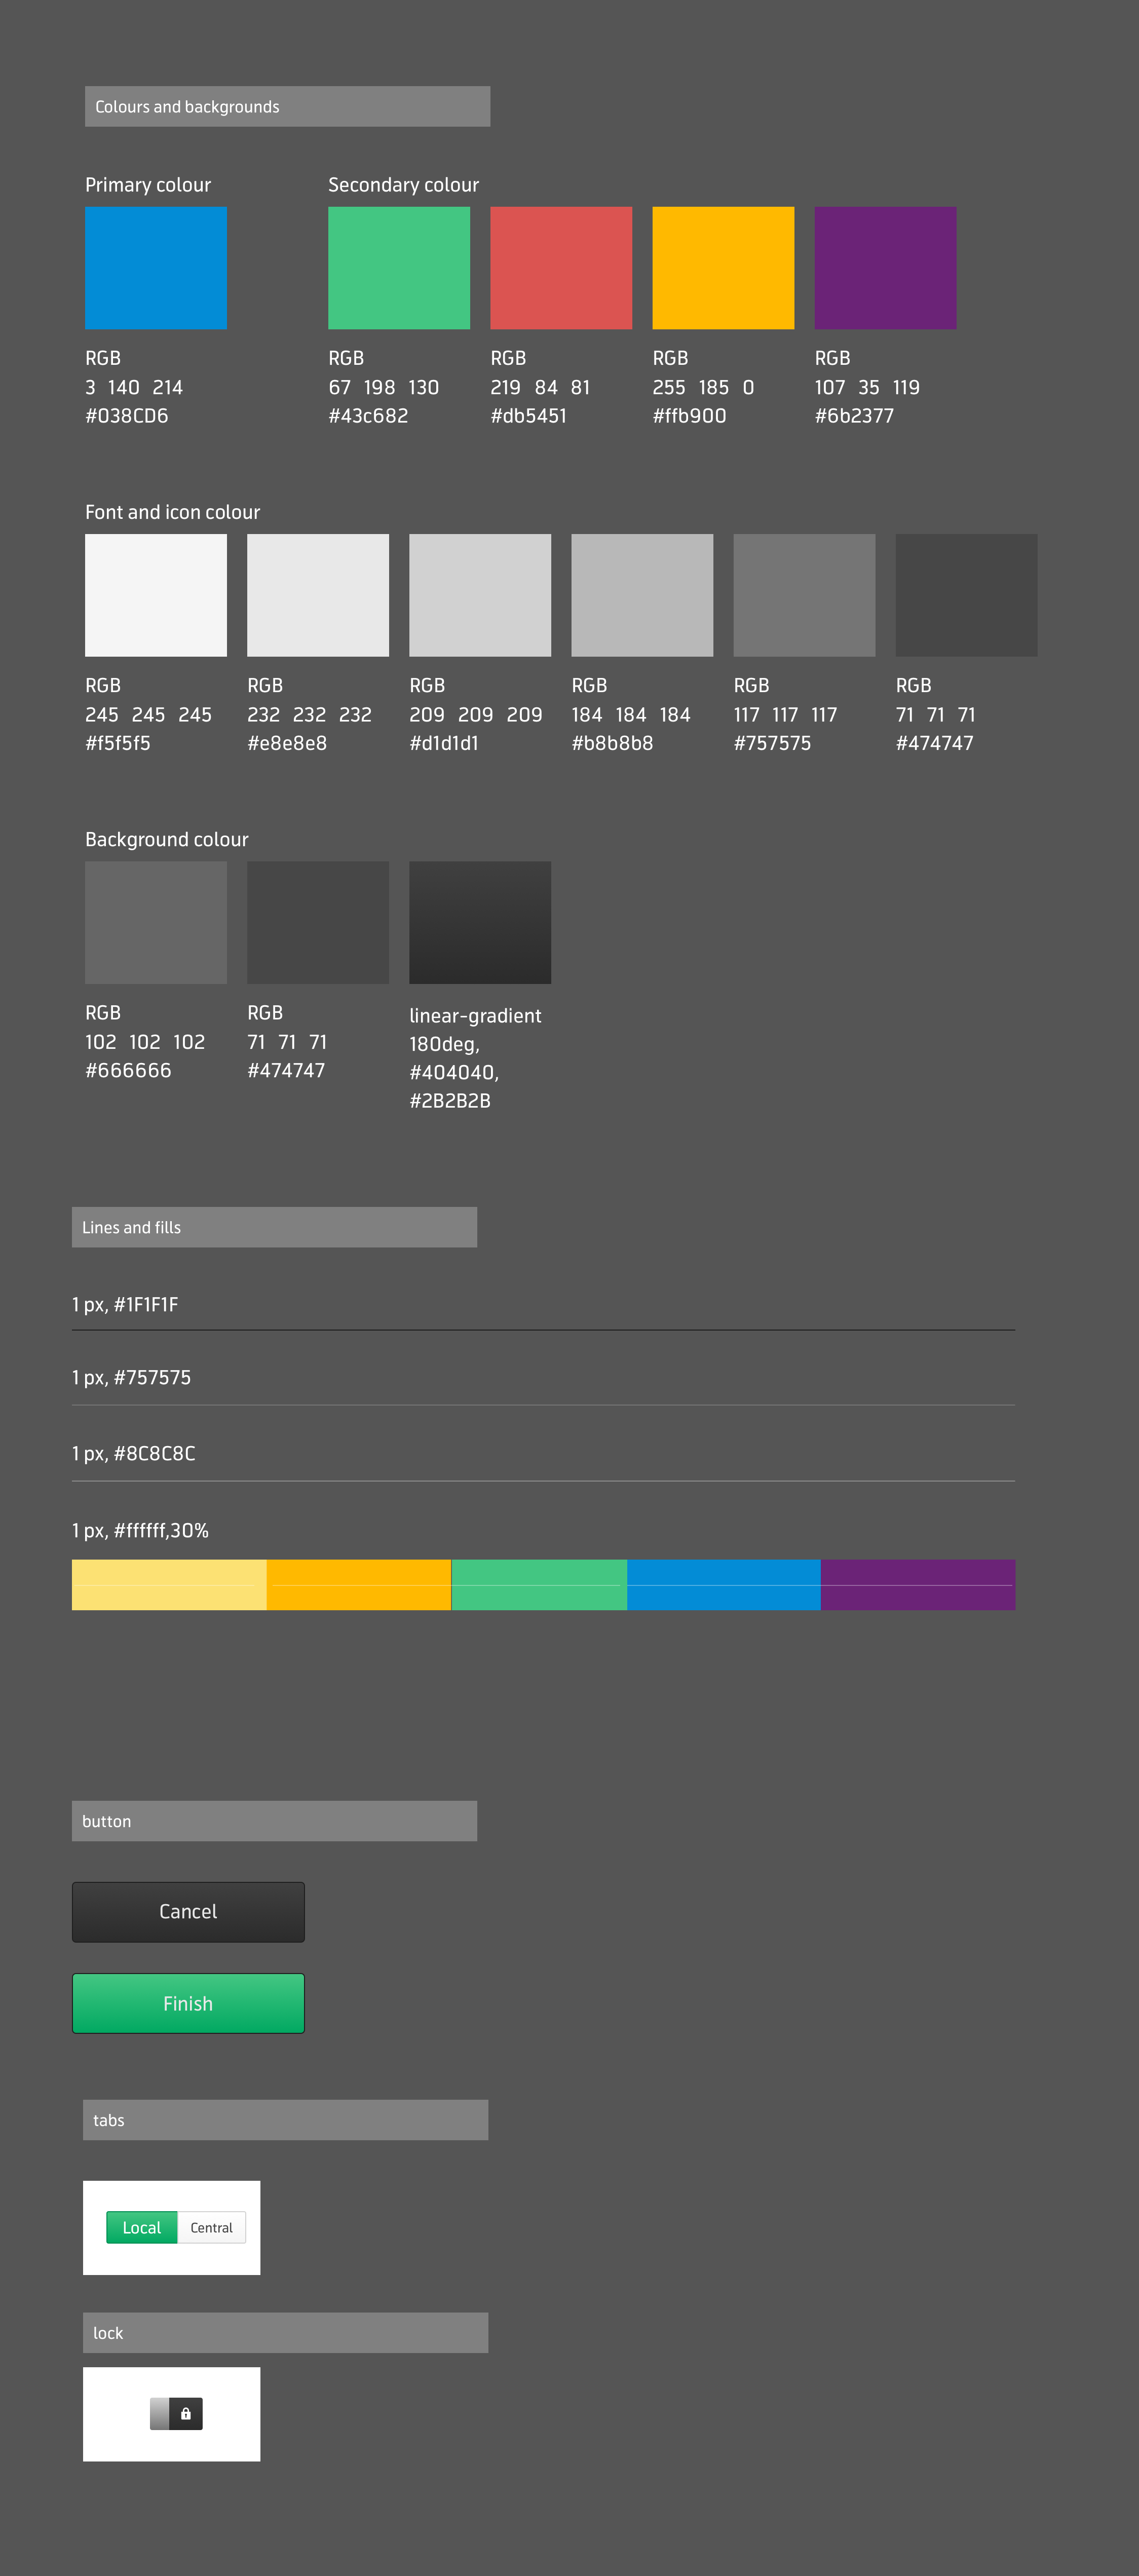 Colours and backgrounds
Primary colour
Secondary colour
RGB
3 140 214
#038CD6
RGB
67 198 130
#43c682
RGB
219 84 81
#db5451
RGB
255 185 0
#ffb900
RGB
107 35 119
#6b2377
Font and icon colour
RGB
245 245 245
#f5f5f5
RGB
232 232 232
#e8e8e8
RGB
209 209 209
#d1d1d1
RGB
184 184 184
#b8b8b8
RGB
117 117 117
#757575
RGB
71 71 71
#474747
Background colour
RGB
102 102 102
#666666
RGB
71 71 71
#474747
linear-gradient
180deg,
#404040,
#2B2B2B
Lines and fills
1 px, #1F1F1F
1 px, #757575
1 px, #8C8C8C
1 px, #ffffff,30%
button
Cancel
Finish
tabs
Local
Central
lock